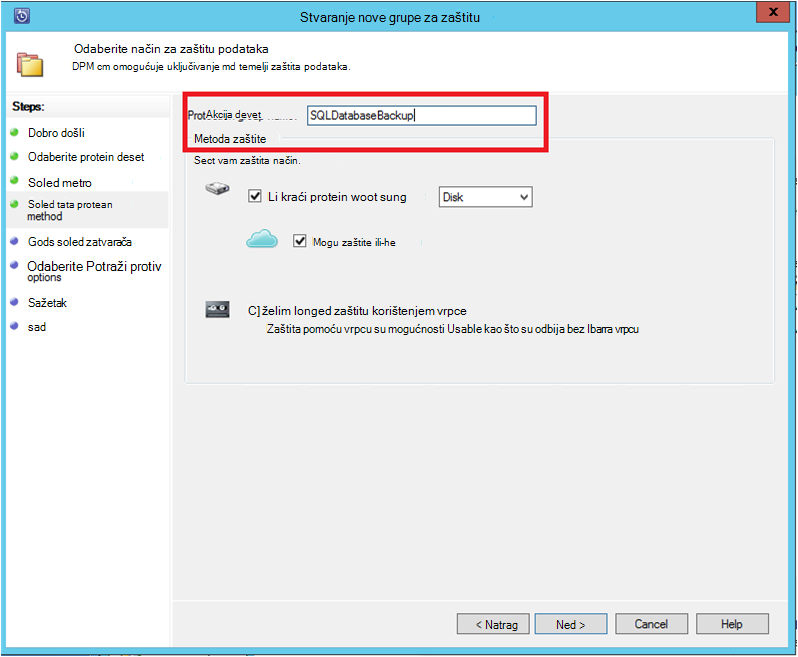 Stvaranje nove grupe za zaštitu
X
Odaberite način za zaštitu podataka
DPM cm omogućuje uključivanje md temelji zaštita podataka.
Steps:
Dobro došli
Odaberite protein deset
Soled metro
Soled tata protean
method
Gods soled zatvarača
Odaberite Potraži protiv
options
Sažetak
sad
ProtAkcija devet
SQLDatabaseBackup
Metoda zaštite
Sect vam zaštita način.
Li kraći protein woot sung
Disk
Mogu zaštite ili-he
C] želim longed zaštitu korištenjem vrpce
Zaštita pomoću vrpcu su mogućnosti Usable kao što su odbija bez Ibarra vrpcu
< Natrag
Ned >
Cancel
Help